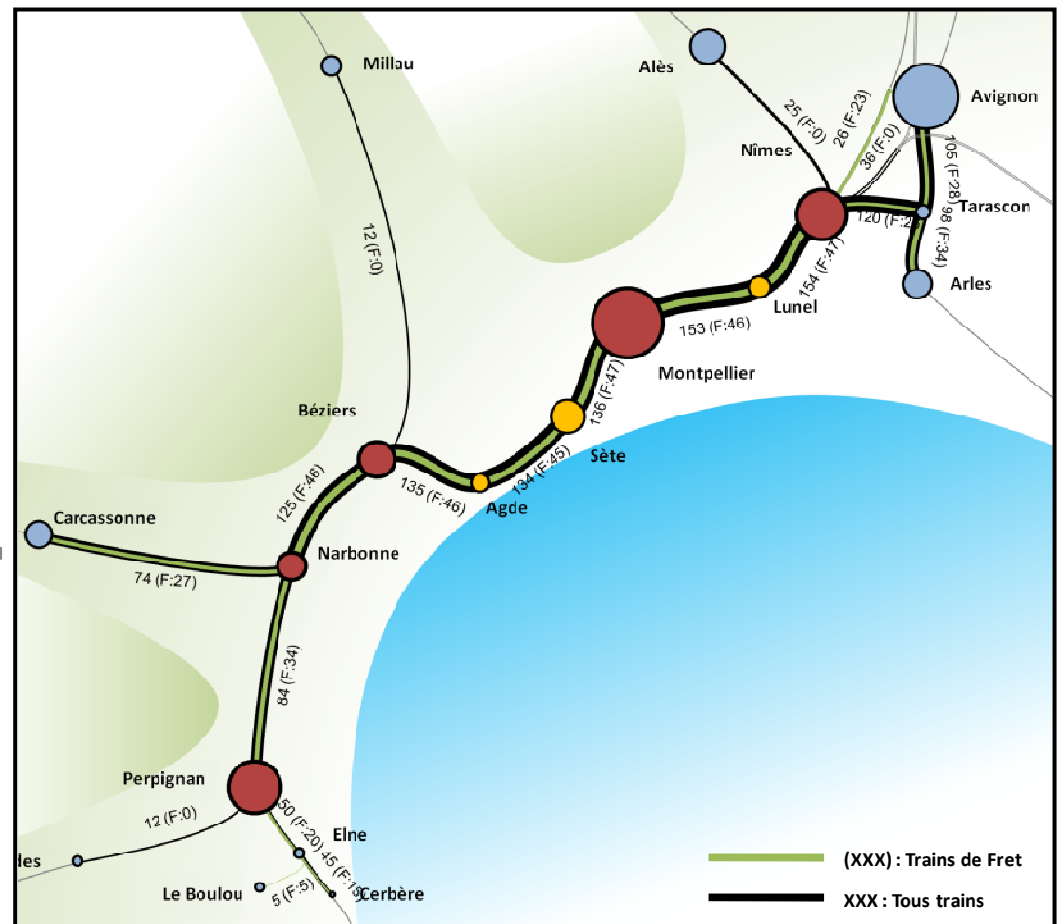 Millau
Alès
Avignon
25 (F:0)
26 (F:23)
36 (F:0)
Nîmes
105 (F:28)
Tarascon
120 (F:2
98 (F:34)
12 (F:0)
154 (F:47)
Arles
Lunel
153 (F:46)
Montpellier
136 (F:47)
Béziers
Sète
134 (F:45)
135 (F:46)
Agde
125 (F:46)
Carcassonne
Narbonne
74 (F:27)
84 (F:34)
Perpignan
12 (F:0)
50 (F:20)
Elne
45 (F:15
des
Le Boulou
5 (F:5)
Cerbère
(XXX) : Trains de Fret
XXX : Tous trains